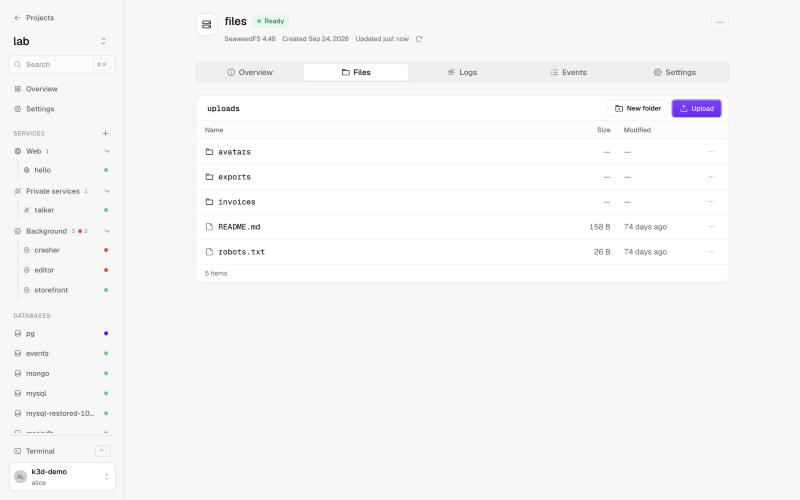 Projects
lab
Search
⌘ K
Overview
Settings
SERVICES
Web 1
hello
Private services 1
talker
Background 3 2
crasher
editor
storefront
DATABASES
pg
events
mongo
mysql
mysql-restored-10...
Terminal
AL
k3d-demo
alice
files
Ready
SeaweedFS 4.48 Created Sep 24, 2026 Updated just now
Overview Files Logs Events Settings
uploads
New folder
Upload
Name Size Modified
avatars — —
exports — —
invoices — —
README.md 158 B 74 days ago
robots.txt 26 B 74 days ago
5 items